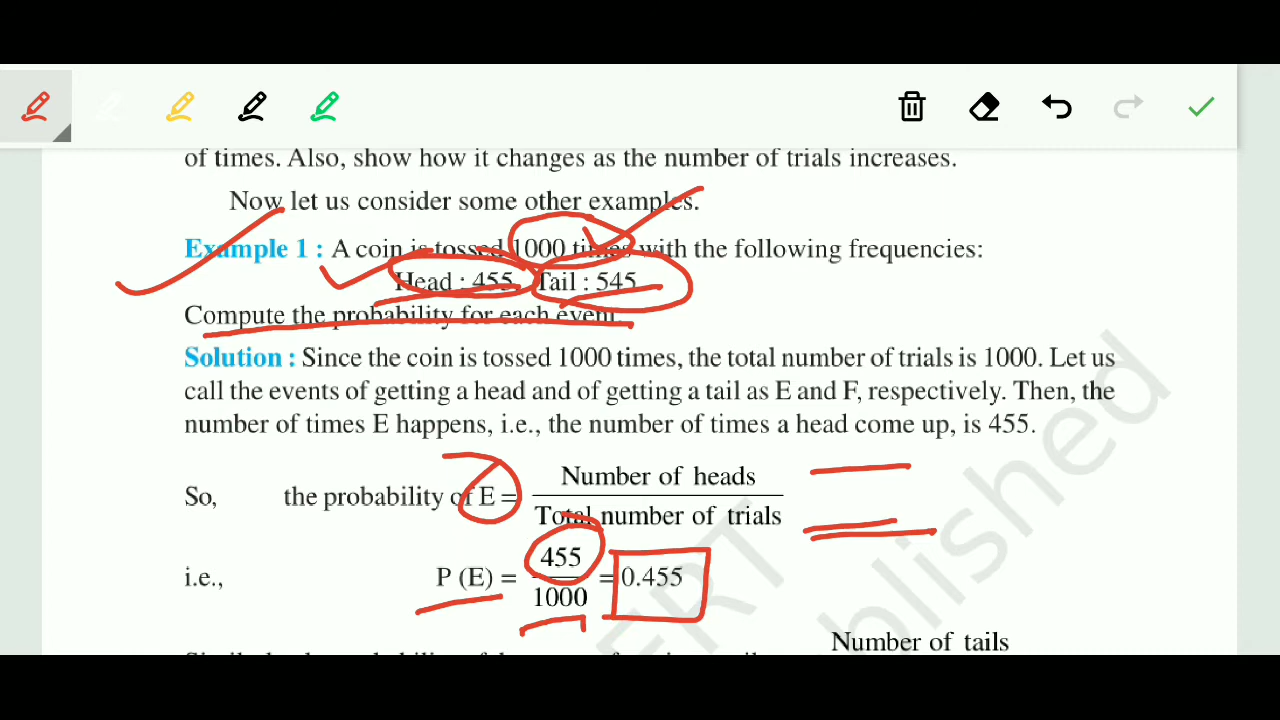 of times. Also, show how it changes as the number of trials increases.
Now let us consider some other examples.
Example 1 : A coin is tossed 1000 times with the following frequencies:
Head : 455, Tail : 545
Compute the probability for each event.
Solution : Since the coin is tossed 1000 times, the total number of trials is 1000. Let us
call the events of getting a head and of getting a tail as E and F, respectively. Then, the
number of times E happens, i.e., the number of times a head come up, is 455.
So, the probability of E = Number of heads
Total number of trials
i.e., P (E) = 455
1000 = 0.455
Number of tails